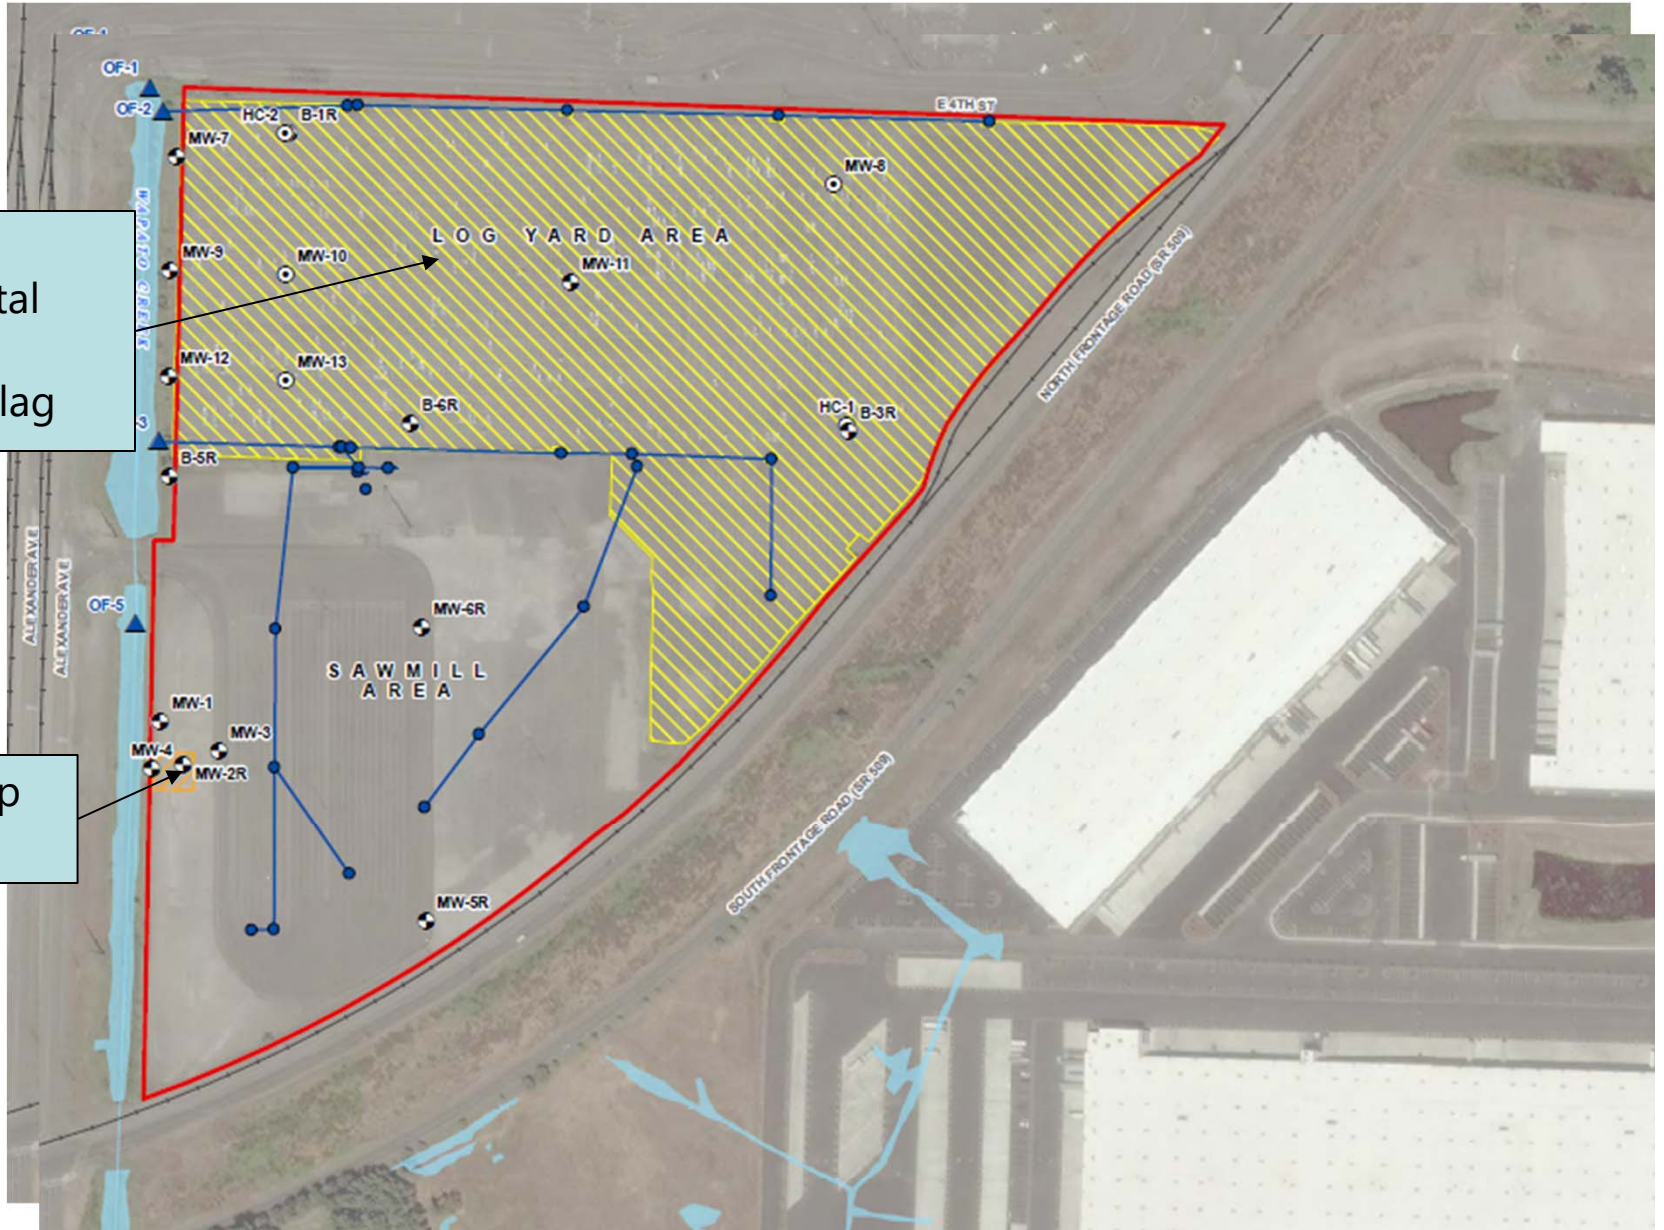 OF-1
OF-2
HC-2 B-1R
E 4TH ST
MW-7
MW-8
LOG YARD AREA
WAPATO CREEK
MW-9
MW-10
MW-11
NORTH FRONTAGE ROAD (SR 509)
tal
lag
MW-12
MW-13
B-6R
HC-1
B-3R
-3
B-5R
ALEXANDER AVE
ALEXANDER AVE
OF-5
MW-6R
SAWMILL
AREA
MW-1
MW-3
MW-4
MW-2R
p
SOUTH FRONTAGE ROAD (SR 509)
MW-5R